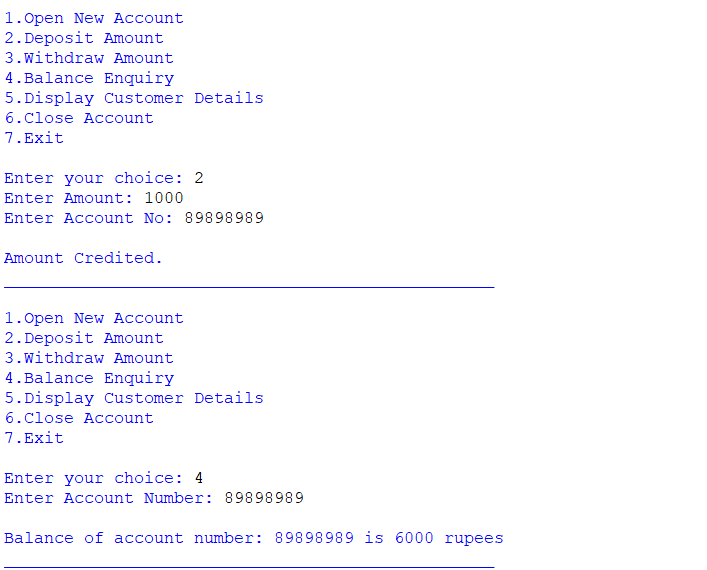 1.Open New Account
2.Deposit Amount
3.Withdraw Amount
4.Balance Enquiry
5.Display Customer Details
6.Close Account
7.Exit
Enter your choice: 2
Enter Amount: 1000
Enter Account No: 89898989
Amount Credited.
1.Open New Account
2.Deposit Amount
3.Withdraw Amount
4.Balance Enquiry
5.Display Customer Details
6.Close Account
7.Exit
Enter your choice: 4
Enter Account Number: 89898989
Balance of account number: 89898989 is 6000 rupees